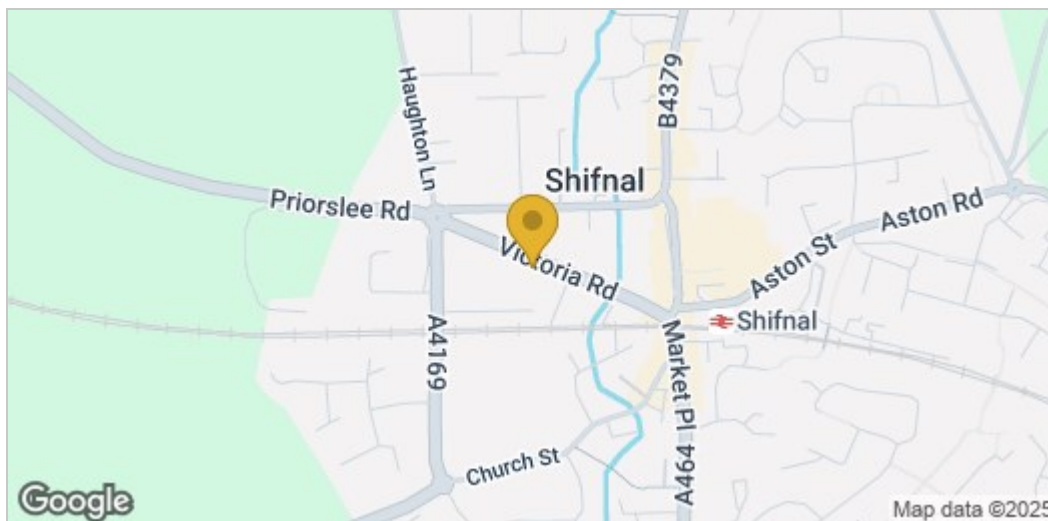 Haughton Ln
B4379
Shifnal
Priorslee Rd
Aston Rd
Victoria Rd
Aston St
Shifnal
A4169
Market Pl
Church St
A464
Google
Map data ©2025